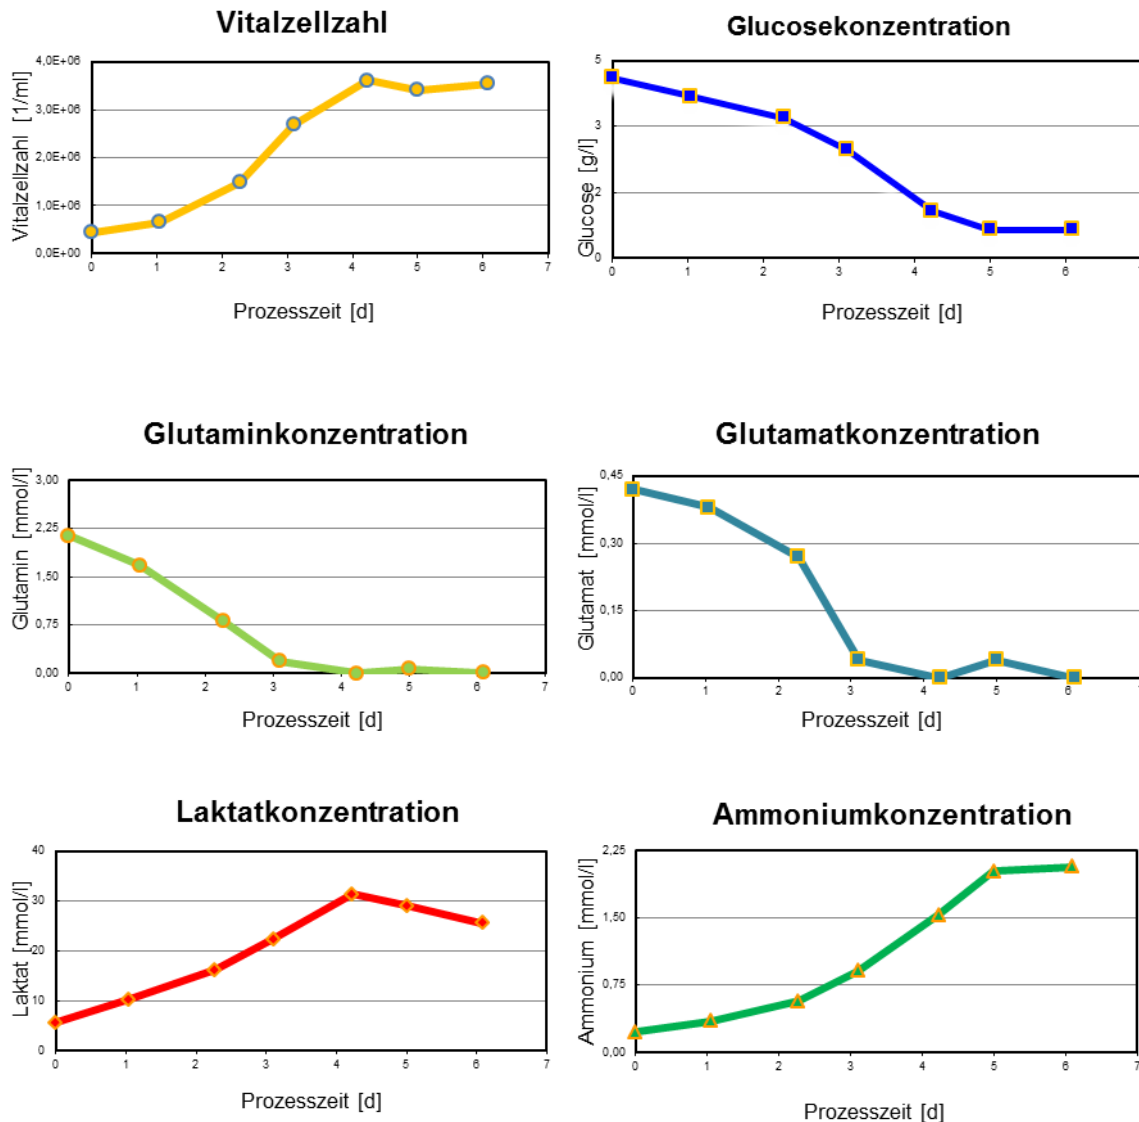 Vitalzellzahl
Vitalzellzahl [1/ml]
4,0E+06
3,0E+06
2,0E+06
1,0E+06
0,0E+00
0 1 2 3 4 5 6 7
Prozesszeit [d]
Glucosekonzentration
Glucose [g/l]
5
3
2
0
0 1 2 3 4 5 6
Prozesszeit [d]
Glutaminkonzentration
Glutamin [mmol/l]
3,00
2,25
1,50
0,75
0,00
0 1 2 3 4 5 6 7
Prozesszeit [d]
Glutamatkonzentration
Glutamat [mmol/l]
0,45
0,30
0,15
0,00
0 1 2 3 4 5 6
Prozesszeit [d]
Laktatkonzentration
Laktat [mmol/l]
40
30
20
10
0
0 1 2 3 4 5 6 7
Prozesszeit [d]
Ammoniumkonzentration
Ammonium [mmol/l]
2,25
1,50
0,75
0,00
0 1 2 3 4 5 6 7
Prozesszeit [d]